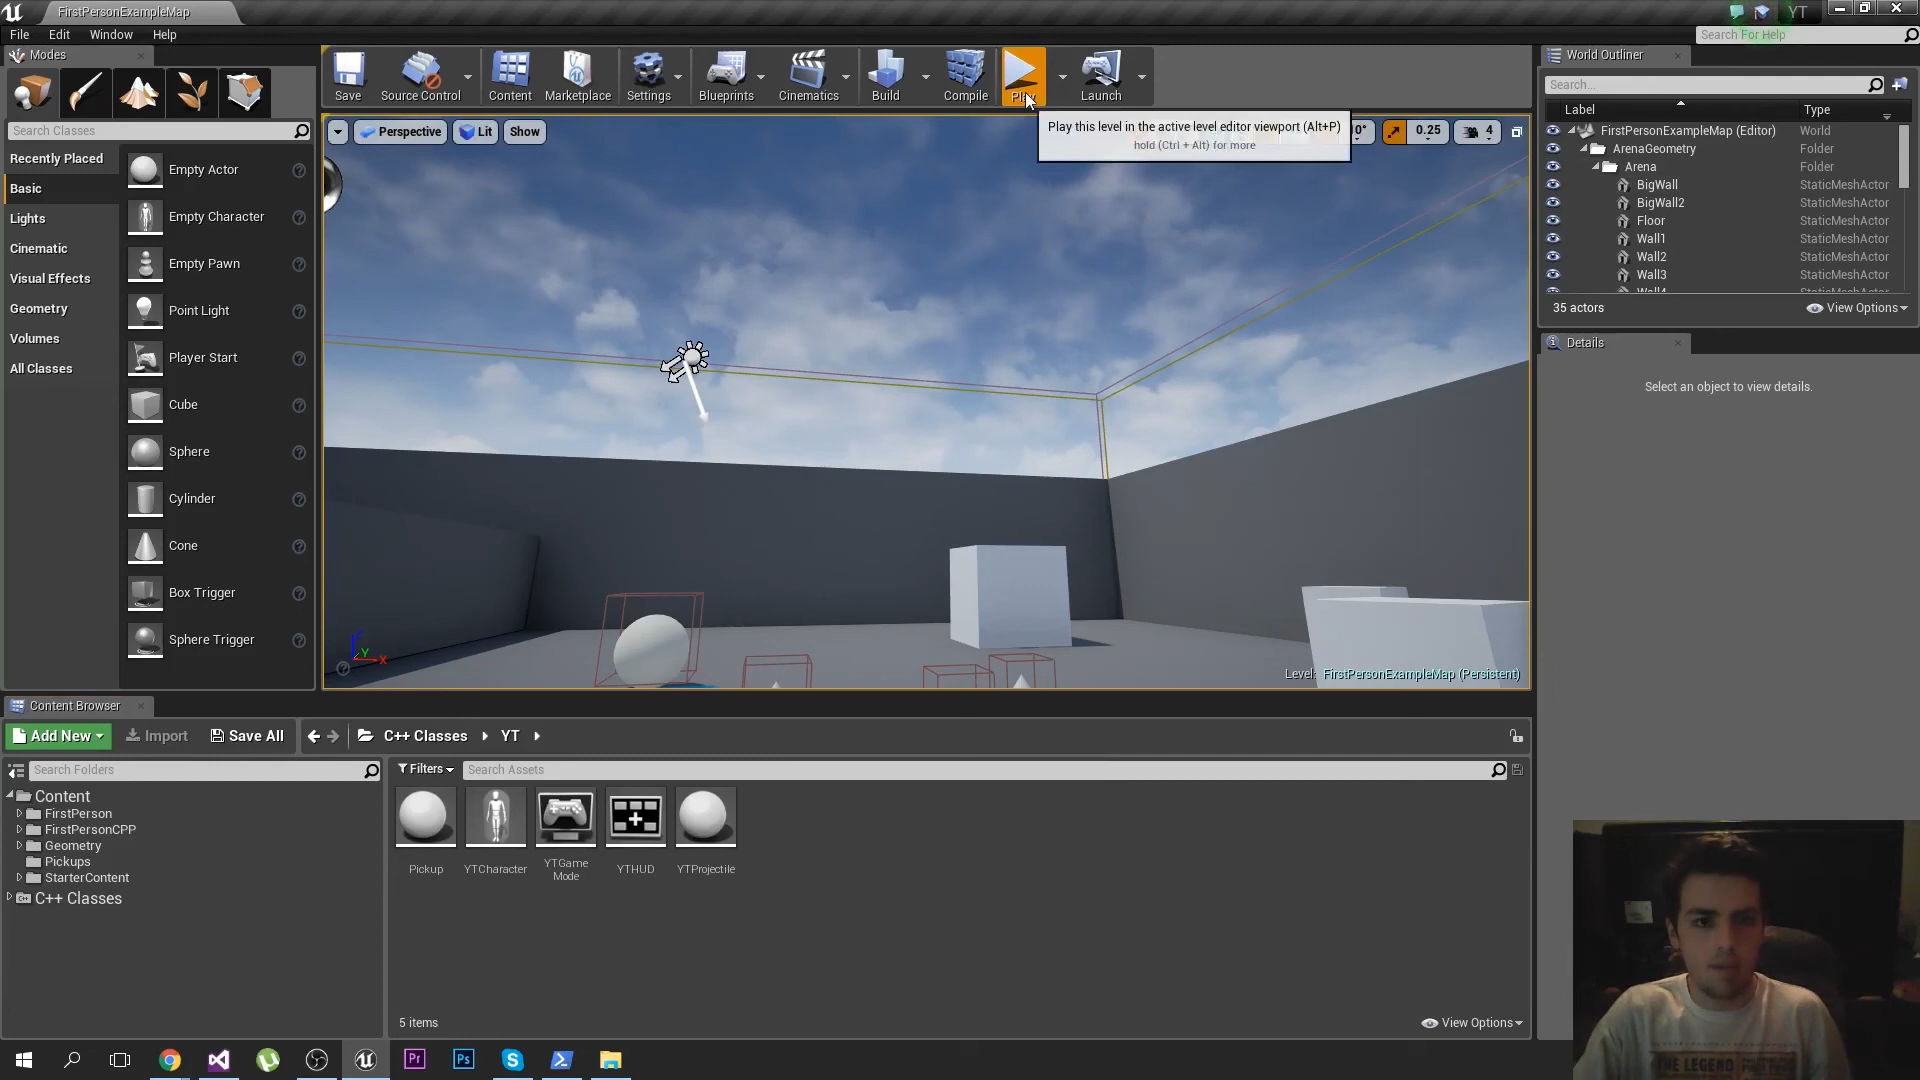 FirstPersonExampleMap
YT
File Edit Window Help
Search For Help
Modes
Save
Source Control
Content
Marketplace
Settings
Blueprints
Cinematics
Build
Compile
Play
Launch
World Outliner
Search...
Label Type
FirstPersonExampleMap (Editor) World
ArenaGeometry Folder
Arena Folder
BigWall StaticMeshActor
BigWall2 StaticMeshActor
Floor StaticMeshActor
Wall1 StaticMeshActor
Wall2 StaticMeshActor
Wall3 StaticMeshActor
Wall4 StaticMeshActor
35 actors View Options
Details
Select an object to view details.
Search Classes
Recently Placed
Basic
Lights
Cinematic
Visual Effects
Geometry
Volumes
All Classes
Empty Actor
Empty Character
Empty Pawn
Point Light
Player Start
Cube
Sphere
Cylinder
Cone
Box Trigger
Sphere Trigger
Perspective Lit Show
Play this level in the active level editor viewport (Alt+P)
hold (Ctrl + Alt) for more
0.25 4
Y X
Level: FirstPersonExampleMap (Persistent)
Content Browser
Add New Import Save All C++ Classes YT
Search Folders
Filters Search Assets
Content
FirstPerson
FirstPersonCPP
Geometry
Pickups
StarterContent
C++ Classes
Pickup
YTCharacter
YTGame
Mode
YTHUD
YTProjectile
5 items View Options
Pr Ps
THE LEGEND